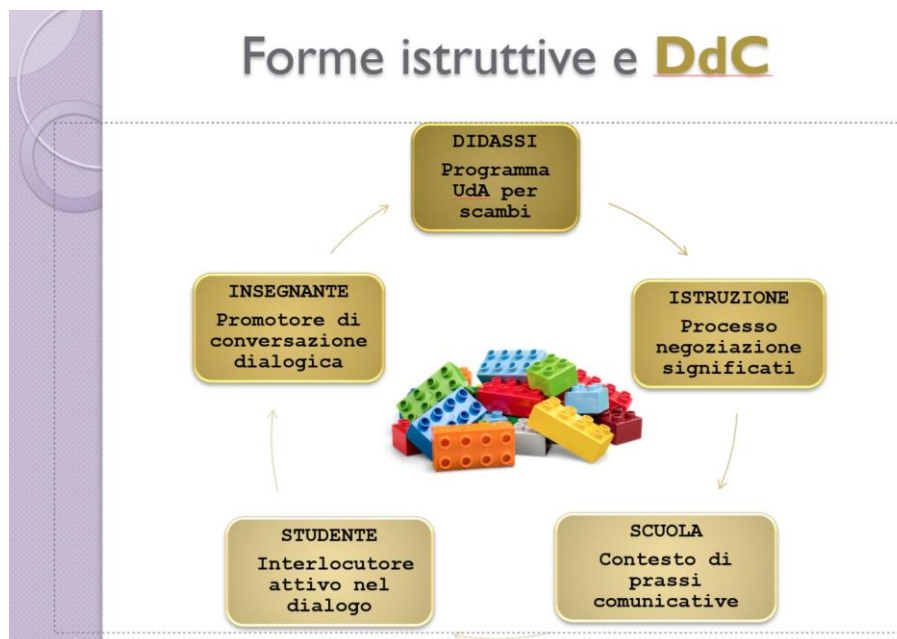 Forme istruttive e DdC
DIDASSI
Programma
UdA per
scambi
ISTRUZIONE
Processo
negoziazione
significati
SCUOLA
Contesto di
prassi
comunicative
STUDENTE
Interlocutore
attivo nel
dialogo
INSEGNANTE
Promotore di
conversazione
dialogica